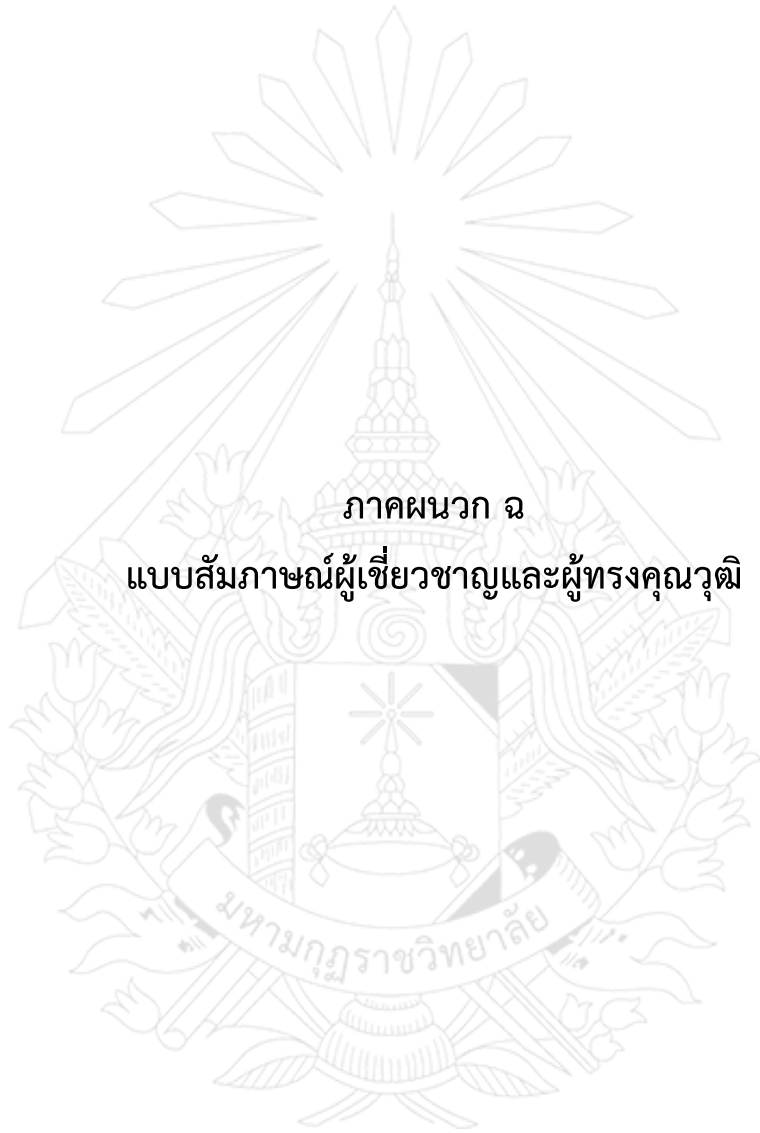 ภาคผนวก ฉ
แบบสัมภาษณ์ผู้เชี่ยวชาญและผู้ทรงคุณวุฒิ
มหามกุฏราชวิทยาลัย